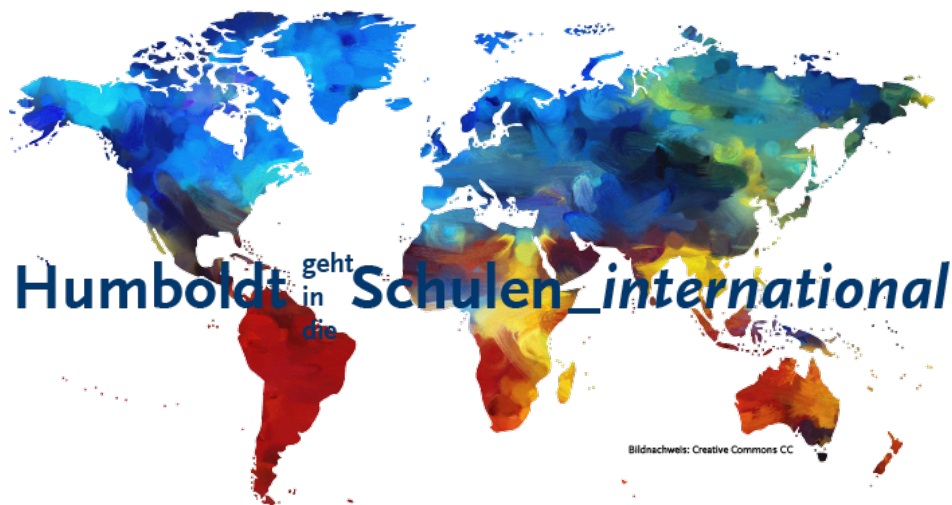 Humboldt geht in die Schulen_international
Bildnachweis: Creative Commons CC